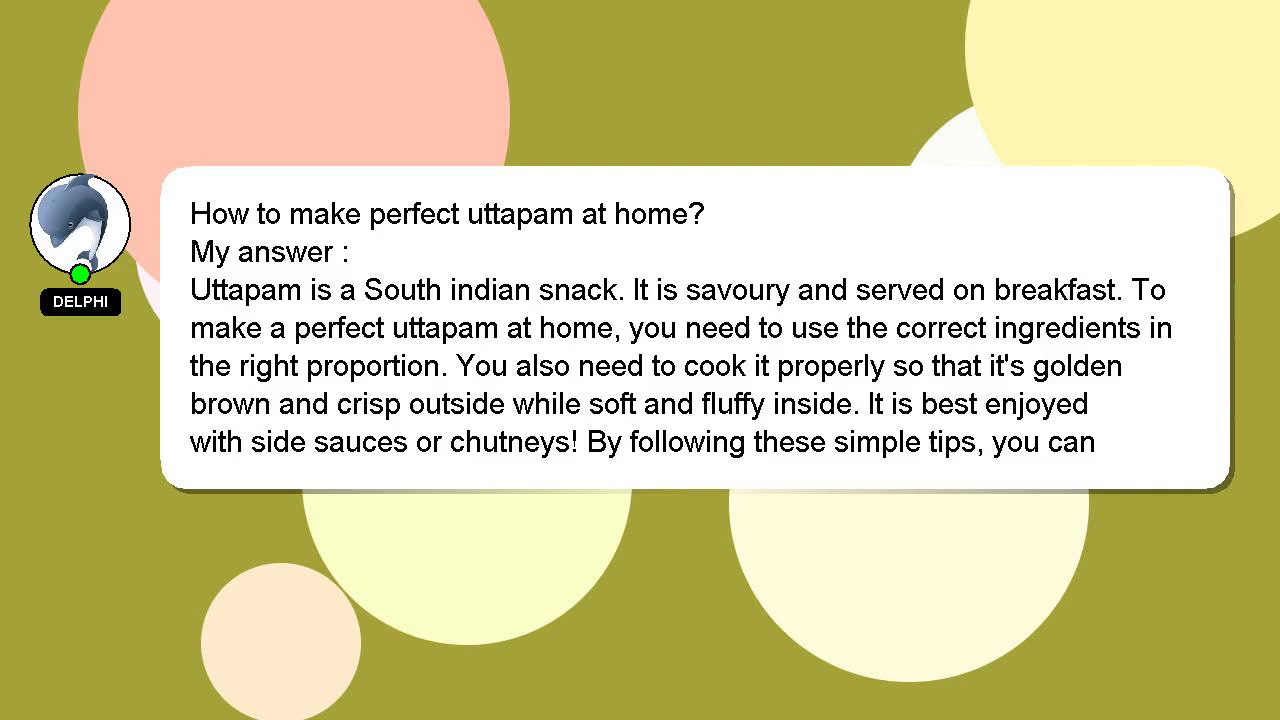 How to make perfect uttapam at home?
My answer :
Uttapam is a South indian snack. It is savoury and served on breakfast. To
make a perfect uttapam at home, you need to use the correct ingredients in
the right proportion. You also need to cook it properly so that it's golden
brown and crisp outside while soft and fluffy inside. It is best enjoyed
with side sauces or chutneys! By following these simple tips, you can
DELPHI